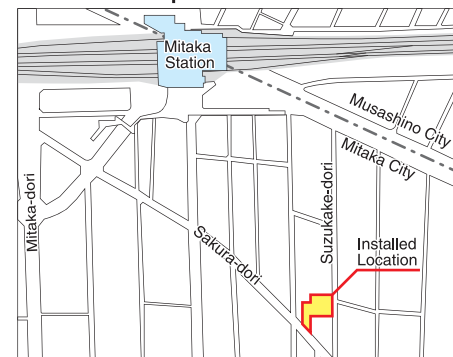 Mitaka
Station
Musashino City
Mitaka City
Mitaka-dori
Sakura-dori
Suzukake-dori
Installed
Location